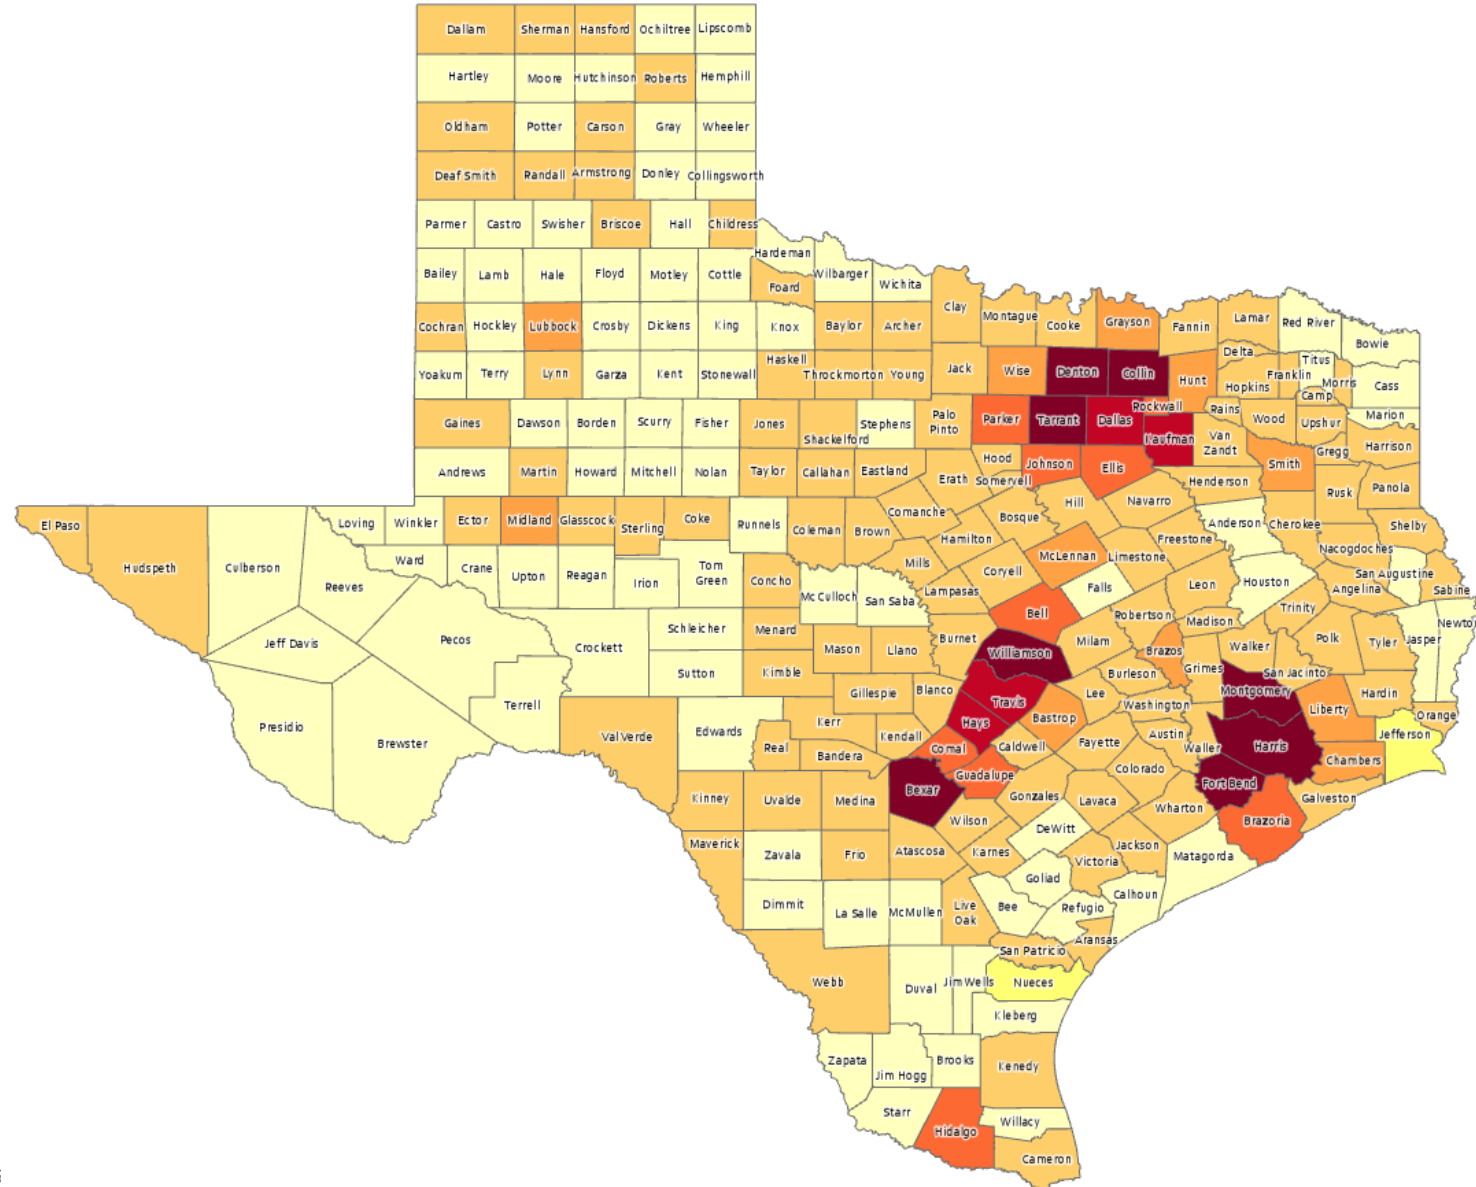 Dallam Sherman Hansford Ochiltree Lipscomb
Hartley Moore Hutchinson Roberts Hemphill
Oldham Potter Carson Gray Wheeler
Deaf Smith Randall Armstrong Donley Collingsworth
Parmer Castro Swisher Briscoe Hall Childress
Hardeman
Bailey Lamb Hale Floyd Motley Cottle Foard Wilbarger Wichita
Clay Montague Cooke Grayson Fannin Lamar Red River Bowie
Cochran Hockley Lubbock Crosby Dickens King Knox Baylor Archer
Delta Titus
Yoakum Terry Lynn Garza Kent Stonewall Haskell Throckmorton Young Jack Wise Denton Collin Hunt Hopkins Franklin Morris Cass
Camp
Gaines Dawson Borden Scurry Fisher Jones Shackelford Stephens Palo
Pinto Parker Tarrant Dallas Rockwall Kaufman Rains Wood Upshur Marion
Van
Zandt Gregg Harrison
Andrews Martin Howard Mitchell Nolan Taylor Callahan Eastland Erath Hood Somervell Johnson Ellis Henderson Smith Rusk Panola
El Paso Hudspeth Culberson Reeves Loving Winkler Ector Midland Glasscock Sterling Coke Runnels Coleman Brown Comanche Hamilton Bosque Hill Navarro Freestone Anderson Cherokee Nacogdoches Shelby
Ward Crane Upton Reagan Irion Tom
Green Concho McCulloch San Saba Mills Lampasas Coryell McLennan Limestone Falls Leon Houston Angelina San Augustine Sabine
Jeff Davis Pecos Crockett Schleicher Menard Mason Llano Burnet Bell Milam Robertson Madison Trinity Polk Tyler Jasper Newto
Sutton Kimble Williamson Brazos Grimes Walker San Jacinto
Presidio Brewster Terrell Val Verde Edwards Gillespie Blanco Travis Lee Burleson Washington Montgomery Liberty Hardin Orange
Real Kerr Bandera Kendall Comal Hays Bastrop Caldwell Fayette Austin Waller Harris Chambers Jefferson
Kinney Uvalde Medina Bexar Guadalupe Gonzales Lavaca Colorado Wharton Fort Bend Brazoria Galveston
Wilson DeWitt
Maverick Zavala Frio Atascosa Karnes Goliad Victoria Jackson Matagorda
Dimmit La Salle McMullen Live
Oak Bee Refugio Calhoun
Webb Duval Jim Wells San Patricio Aransas
Nueces
Kleberg
Zapata Jim Hogg Brooks Kenedy
Starr Hidalgo Willacy
Cameron